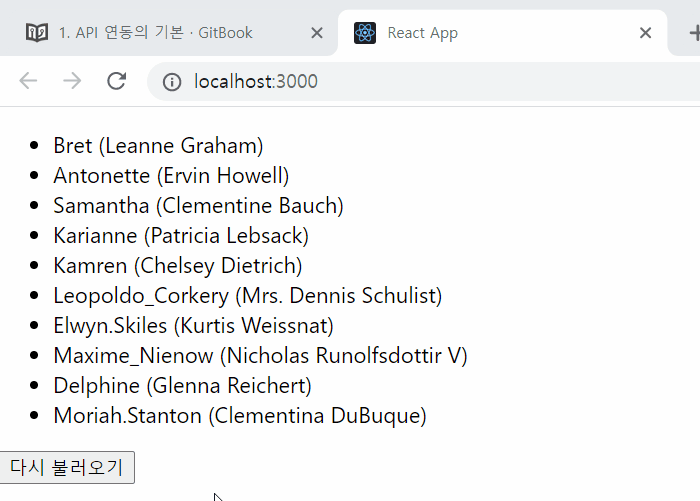 1. API 연동의 기본 · GitBook
React App
localhost:3000
Bret (Leanne Graham)
Antonette (Ervin Howell)
Samantha (Clementine Bauch)
Karianne (Patricia Lebsack)
Kamren (Chelsey Dietrich)
Leopoldo_Corkery (Mrs. Dennis Schulist)
Elwyn.Skiles (Kurtis Weissnat)
Maxime_Nienow (Nicholas Runolfsdottir V)
Delphine (Glenna Reichert)
Moriah.Stanton (Clementina DuBuque)
다시 불러오기